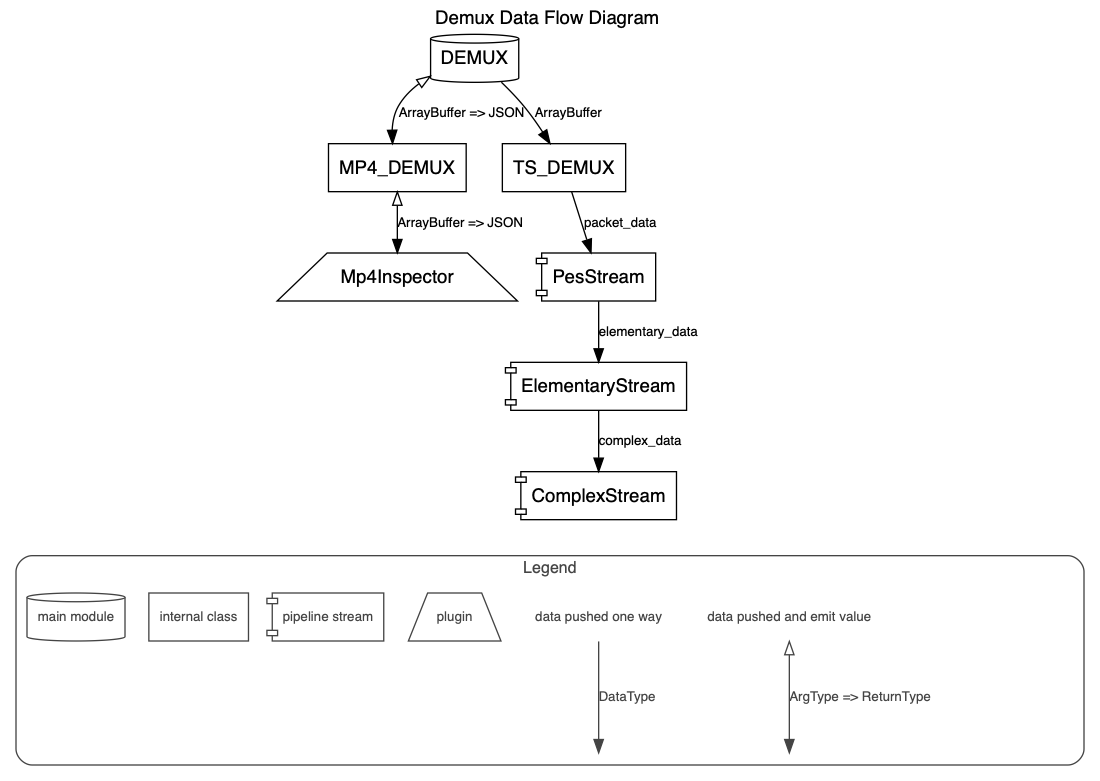 Demux Data Flow Diagram
DEMUX
ArrayBuffer => JSON
ArrayBuffer
MP4_DEMUX
TS_DEMUX
ArrayBuffer => JSON
packet_data
Mp4Inspector
PesStream
elementary_data
ElementaryStream
complex_data
ComplexStream
Legend
main module
internal class
pipeline stream
plugin
data pushed one way
data pushed and emit value
DataType
ArgType => ReturnType